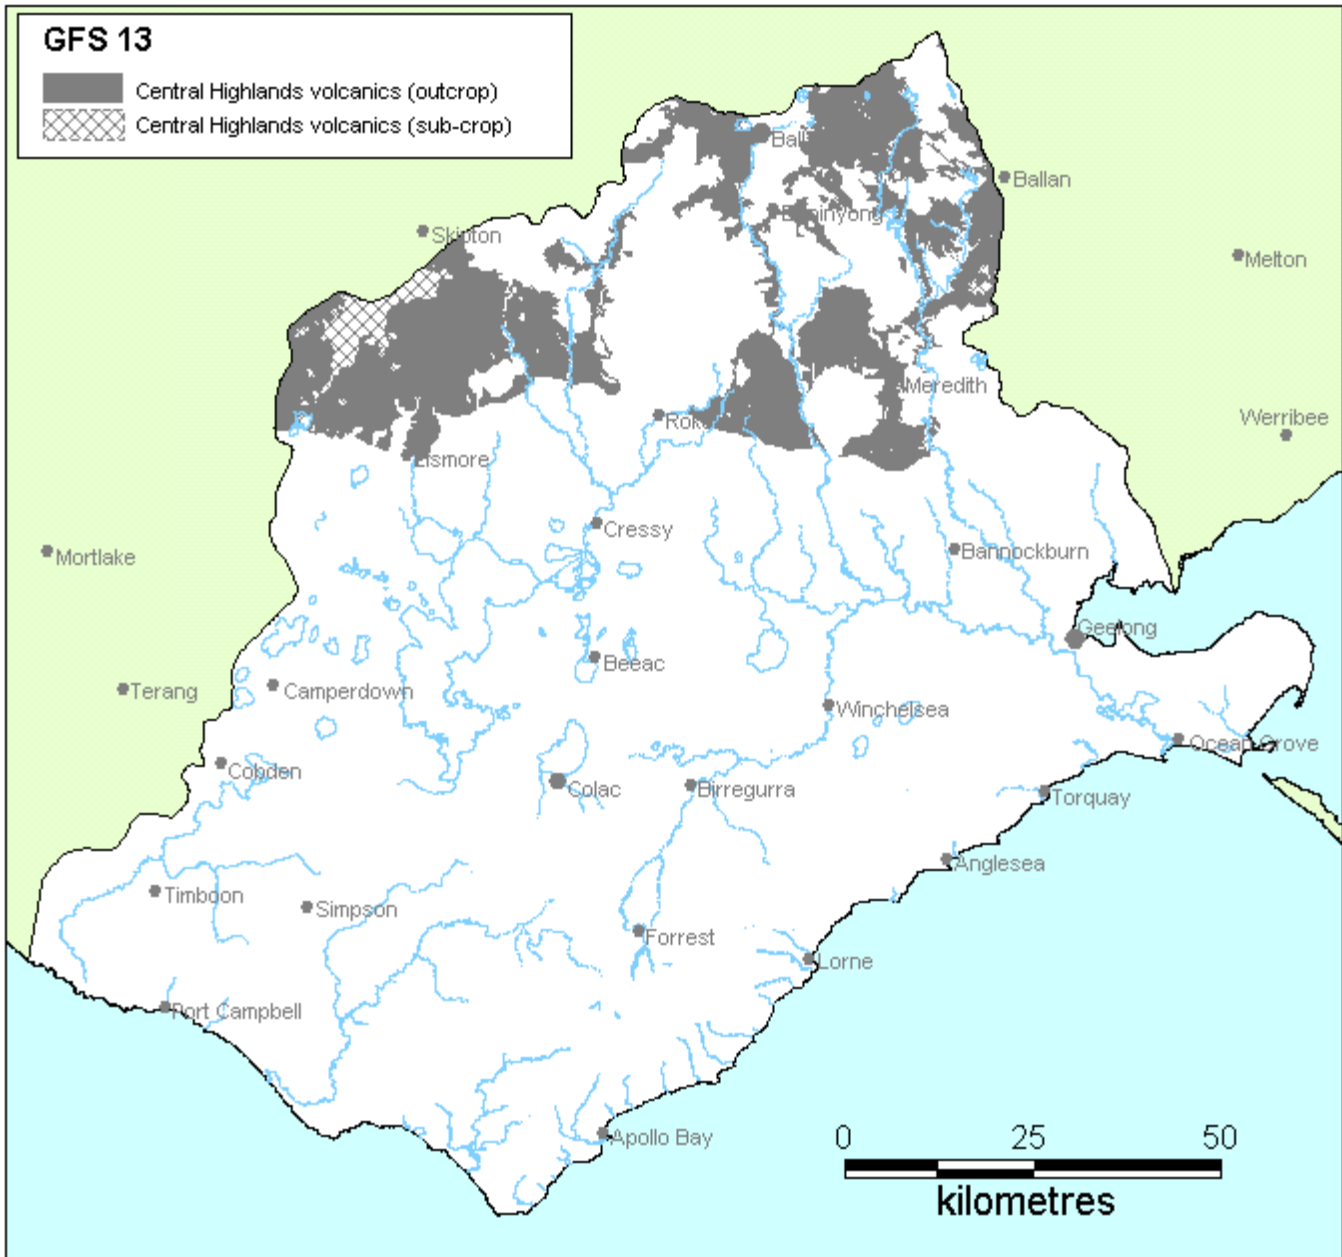 GFS 13
Central Highlands volcanics (outcrop)
Central Highlands volcanics (sub-crop)
Ballan
Skipton
Melton
Meredith
Werribee
Lismore
Cressy
Mortlake
Bannockburn
Geelong
Beeac
Terang
Camperdown
Winchelsea
Ocean Grove
Cobden
Colac
Birregurra
Torquay
Anglesea
Timboon
Simpson
Forrest
Lorne
Port Campbell
Apollo Bay
0 25 50
kilometres